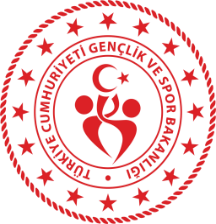 TÜRKİYE CUMHURİYETİ GENÇLİK VE SPOR BAKANLIĞI